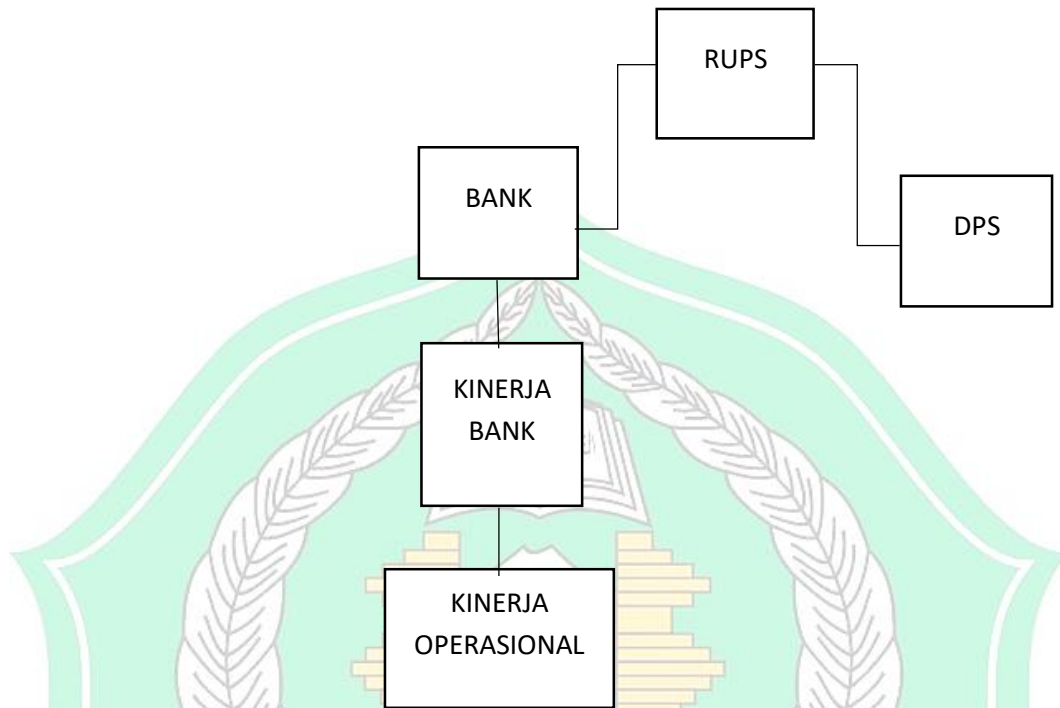 RUPS
BANK
DPS
KINERJA
BANK
KINERJA
OPERASIONAL